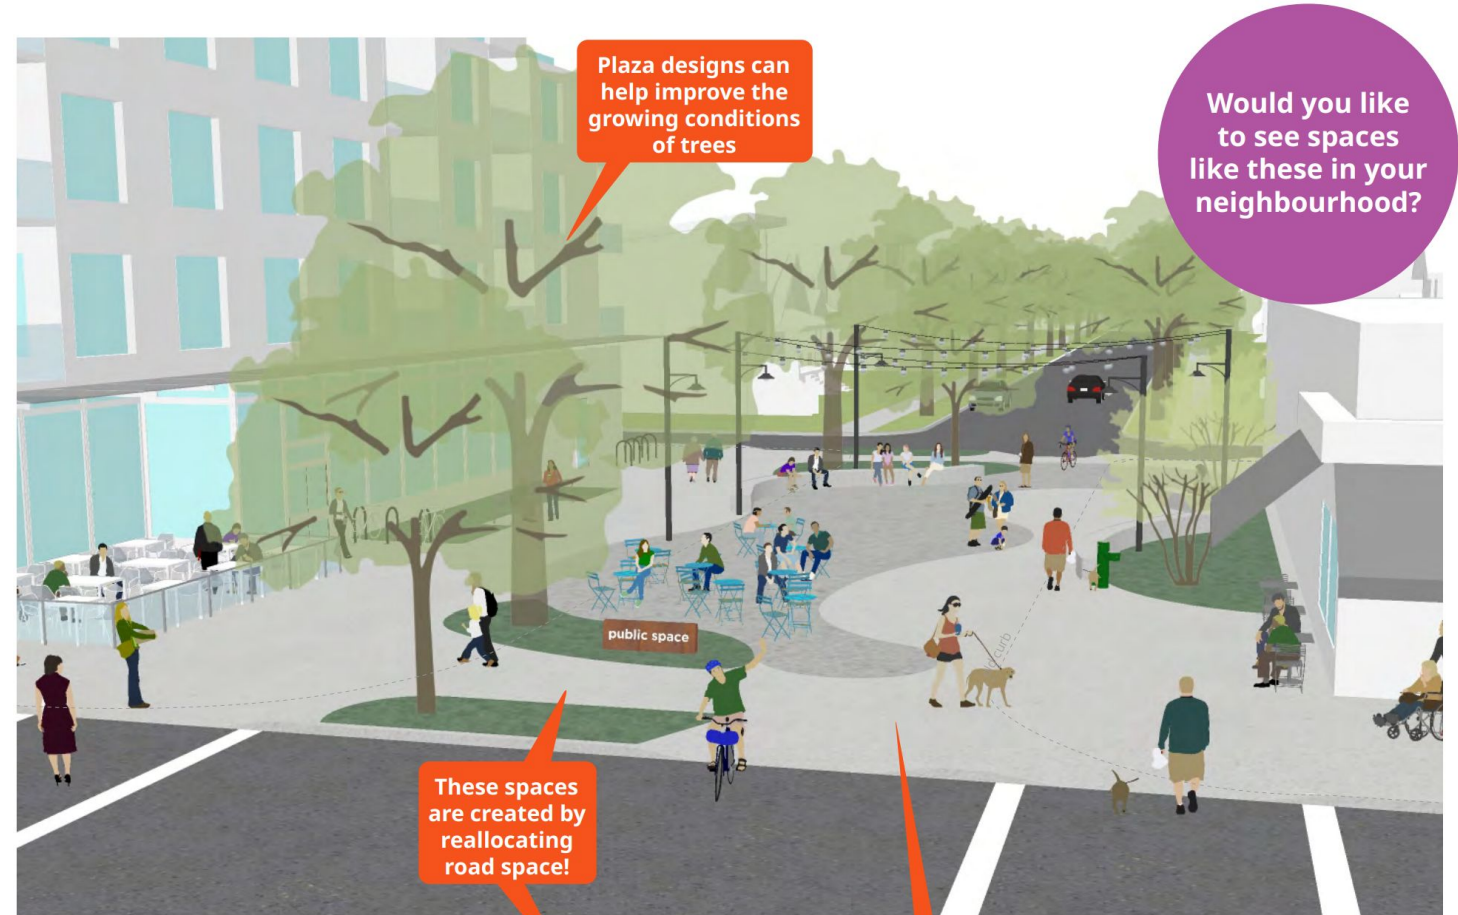 Plaza designs can
help improve the
growing conditions
of trees
Would you like
to see spaces
like these in your
neighbourhood?
public space
curb
These spaces
are created by
reallocating
road space!